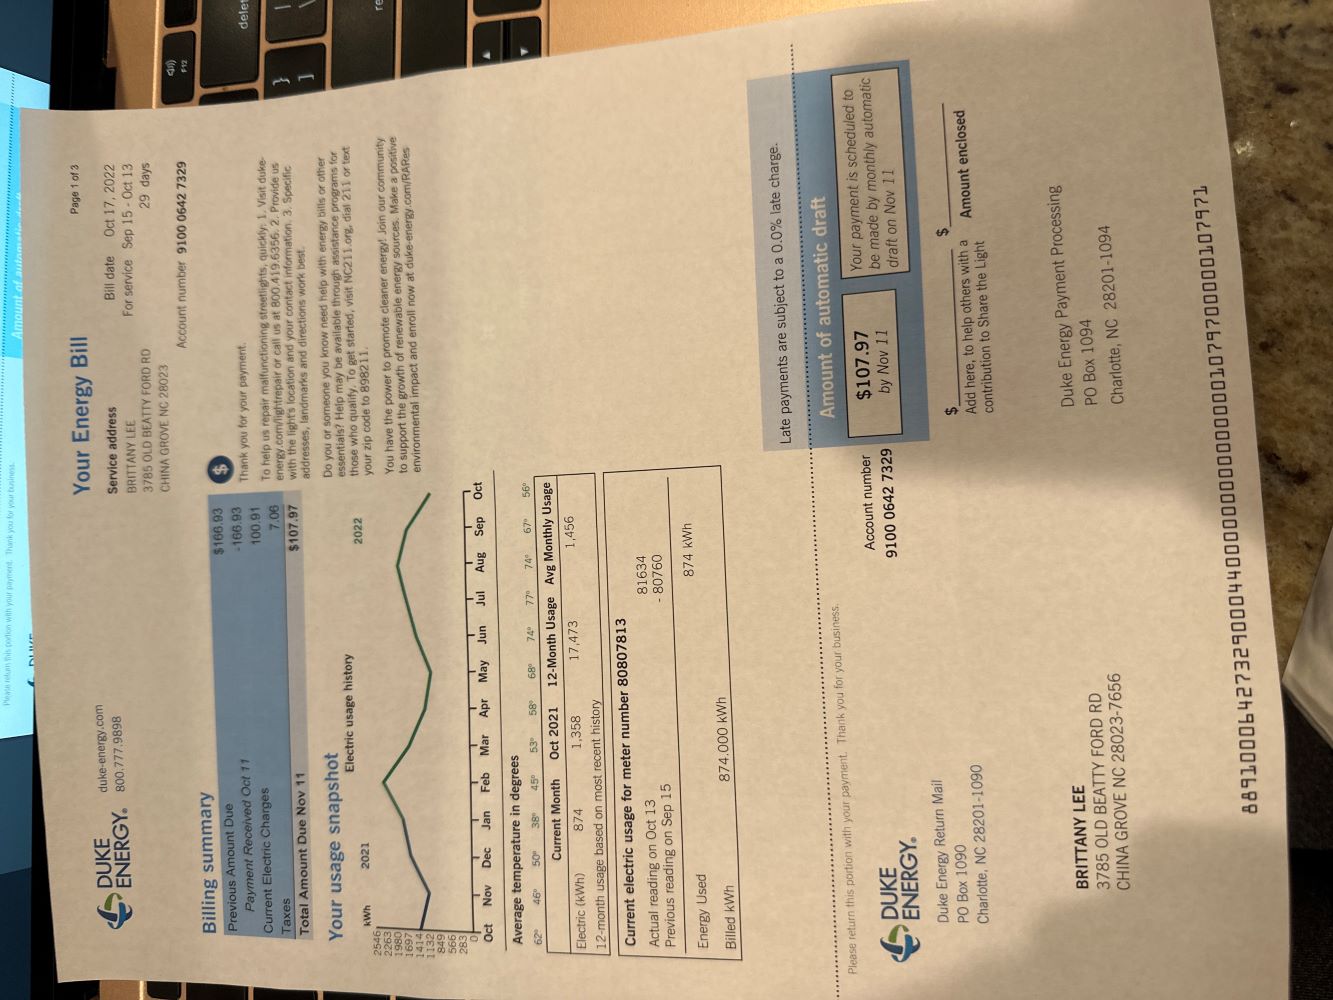 Please return this portion with your payment. Thank you for your business.
Amount of automatic draft
DUKE
DUKE
ENERGY.
duke-energy.com
800.777.9898
Your Energy Bill
Page 1 of 3
Service address
BRITTANY LEE
3785 OLD BEATTY FORD RD
CHINA GROVE NC 28023
Bill date Oct 17, 2022
For service Sep 15 - Oct 13
29 days
Account number 9100 0642 7329
Billing summary
Previous Amount Due $166.93
Payment Received Oct 11 -166.93
Current Electric Charges 100.91
Taxes 7.06
Total Amount Due Nov 11 $107.97
$
Thank you for your payment.
To help us repair malfunctioning streetlights, quickly: 1. Visit duke-
energy.com/lightrepair or call us at 800.419.6356. 2. Provide us
with the light's location and your contact information. 3. Specific
addresses, landmarks and directions work best.
Do you or someone you know need help with energy bills or other
essentials? Help may be available through assistance programs for
those who qualify. To get started, visit NC211.org, dial 211 or text
your zip code to 898211.
You have the power to promote cleaner energy! Join our community
to support the growth of renewable energy sources. Make a positive
environmental impact and enroll now at duke-energy.com/RARes
Your usage snapshot
Electric usage history
kWh 2021 2022
2546
2263
1980
1697
1414
1132
849
566
283
0
Oct Nov Dec Jan Feb Mar Apr May Jun Jul Aug Sep Oct
Average temperature in degrees
62° 46° 50° 38° 45° 53° 58° 68° 74° 77° 74° 67° 56°
Current Month Oct 2021 12-Month Usage Avg Monthly Usage
Electric (kWh) 874 1,358 17,473 1,456
12-month usage based on most recent history
Current electric usage for meter number 80807813
Actual reading on Oct 13 81634
Previous reading on Sep 15 - 80760
Energy Used 874 kWh
Billed kWh 874.000 kWh
Late payments are subject to a 0.0% late charge.
Please return this portion with your payment. Thank you for your business.
DUKE
ENERGY.
Duke Energy Return Mail
PO Box 1090
Charlotte, NC 28201-1090
Account number
9100 0642 7329
Amount of automatic draft
$107.97
by Nov 11
Your payment is scheduled to
be made by monthly automatic
draft on Nov 11
$ $
Add here, to help others with a
contribution to Share the Light
Amount enclosed
BRITTANY LEE
3785 OLD BEATTY FORD RD
CHINA GROVE NC 28023-7656
Duke Energy Payment Processing
PO Box 1094
Charlotte, NC 28201-1094
F12
}
]